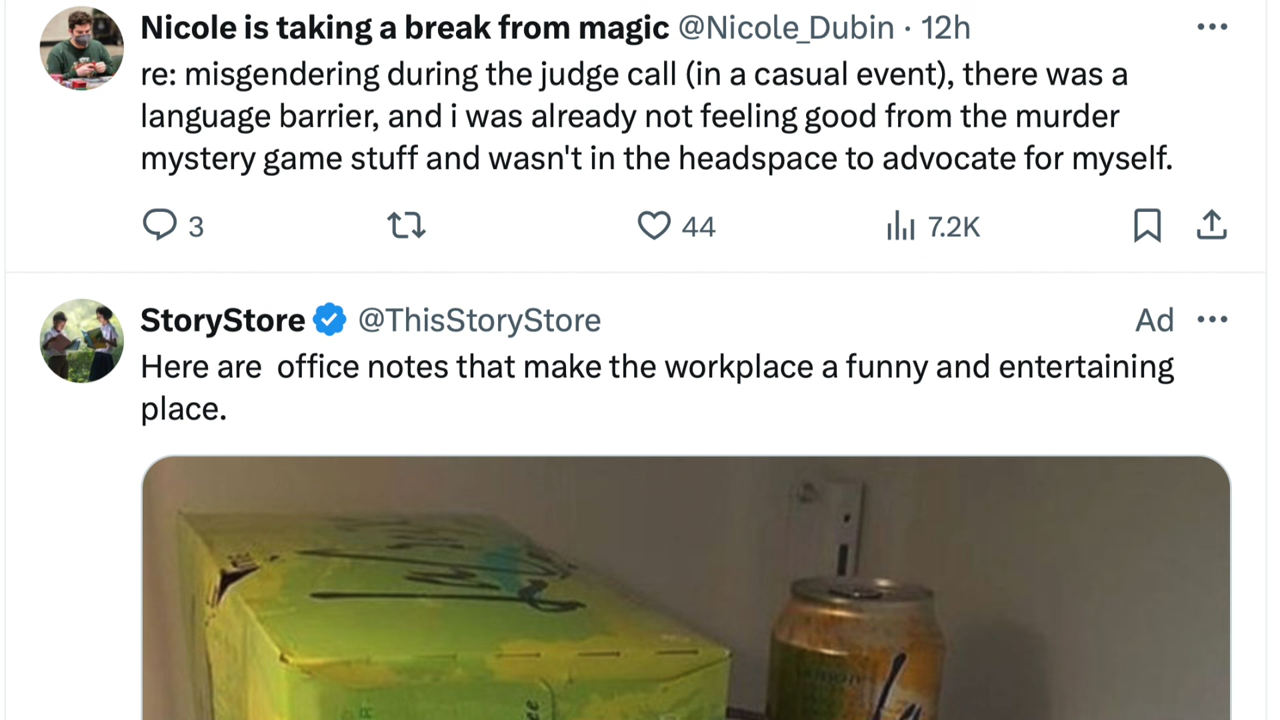 Nicole is taking a break from magic @Nicole_Dubin · 12h
re: misgendering during the judge call (in a casual event), there was a
language barrier, and i was already not feeling good from the murder
mystery game stuff and wasn't in the headspace to advocate for myself.
3 44 7.2K
StoryStore @ThisStoryStore Ad
Here are  office notes that make the workplace a funny and entertaining
place.